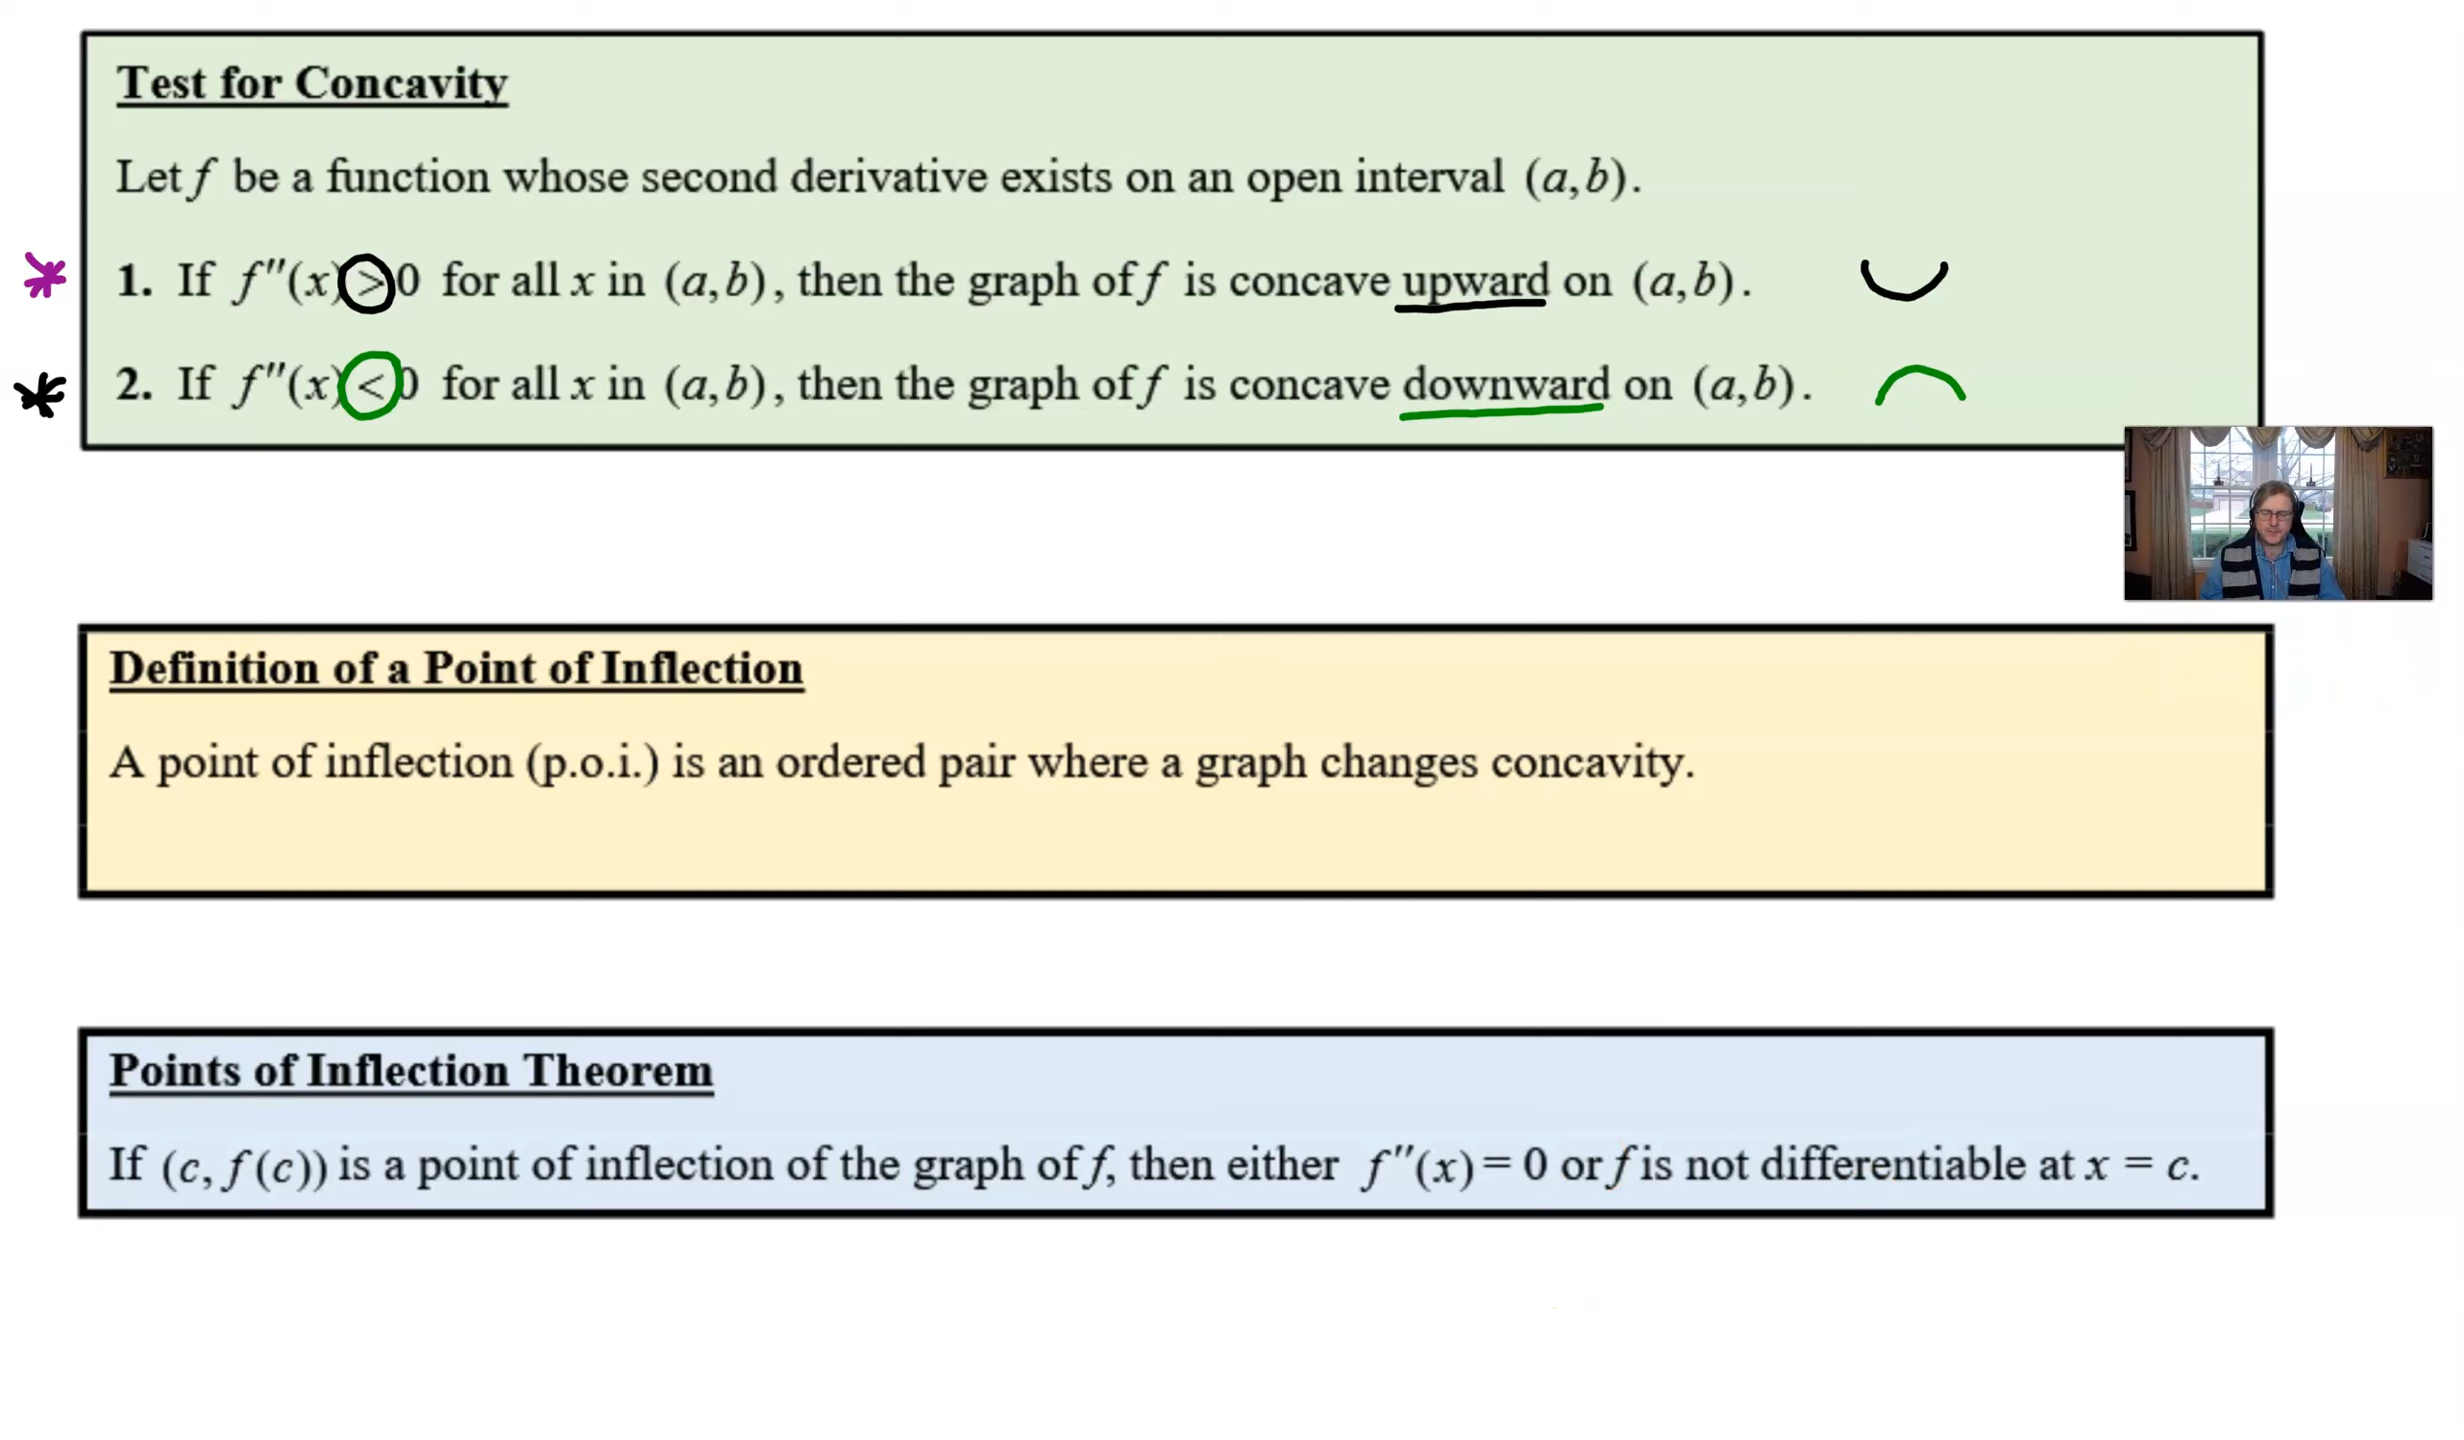 Test for Concavity
Let f be a function whose second derivative exists on an open interval (a,b).
* 1. If f''(x) > 0 for all x in (a,b), then the graph of f is concave upward on (a,b).
* 2. If f''(x) < 0 for all x in (a,b), then the graph of f is concave downward on (a,b).
Definition of a Point of Inflection
A point of inflection (p.o.i.) is an ordered pair where a graph changes concavity.
Points of Inflection Theorem
If (c, f(c)) is a point of inflection of the graph of f, then either f''(x) = 0 or f is not differentiable at x = c.